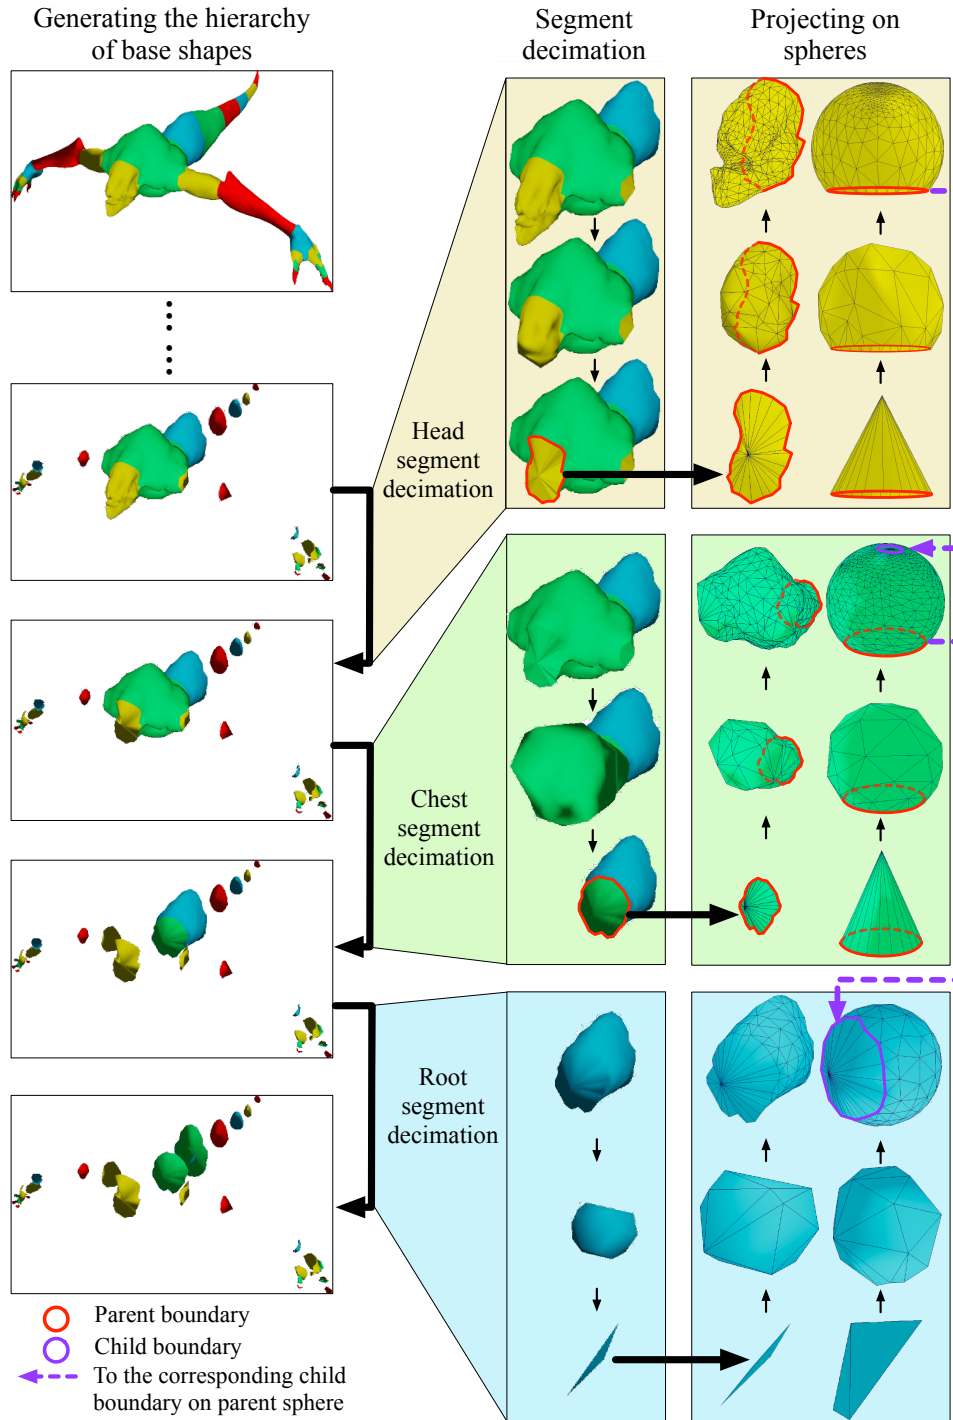 Generating the hierarchy
of base shapes
Segment
decimation
Projecting on
spheres
Head
segment
decimation
Chest
segment
decimation
Root
segment
decimation
Parent boundary
Child boundary
To the corresponding child
boundary on parent sphere